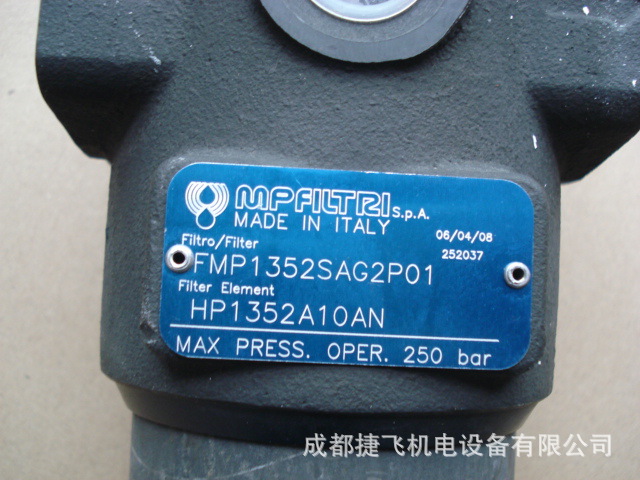 MPFILTRI S.p.A.
MADE IN ITALY
06/04/08
Filtro/Filter
252037
FMP1352SAG2P01
Filter Element
HP1352A10AN
MAX PRESS. OPER. 250 bar
成都捷飞机电设备有限公司